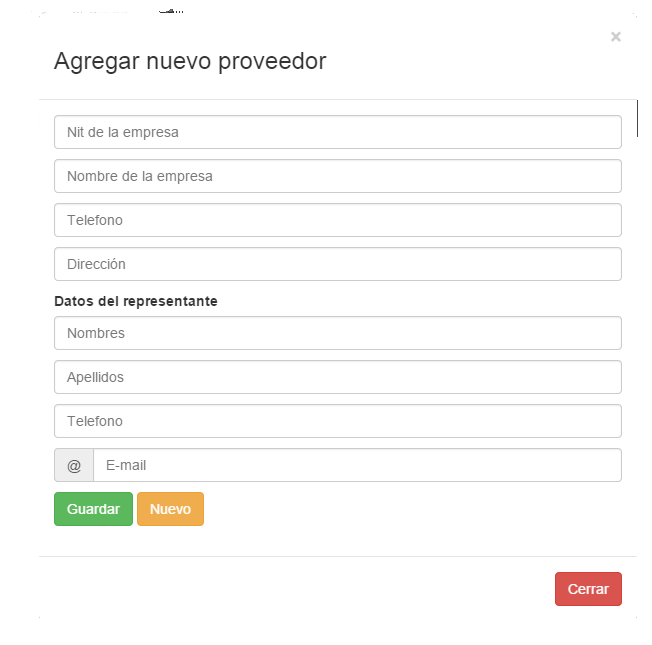 ×
Agregar nuevo proveedor
Nit de la empresa
Nombre de la empresa
Telefono
Dirección
Datos del representante
Nombres
Apellidos
Telefono
@ E-mail
Guardar Nuevo
Cerrar